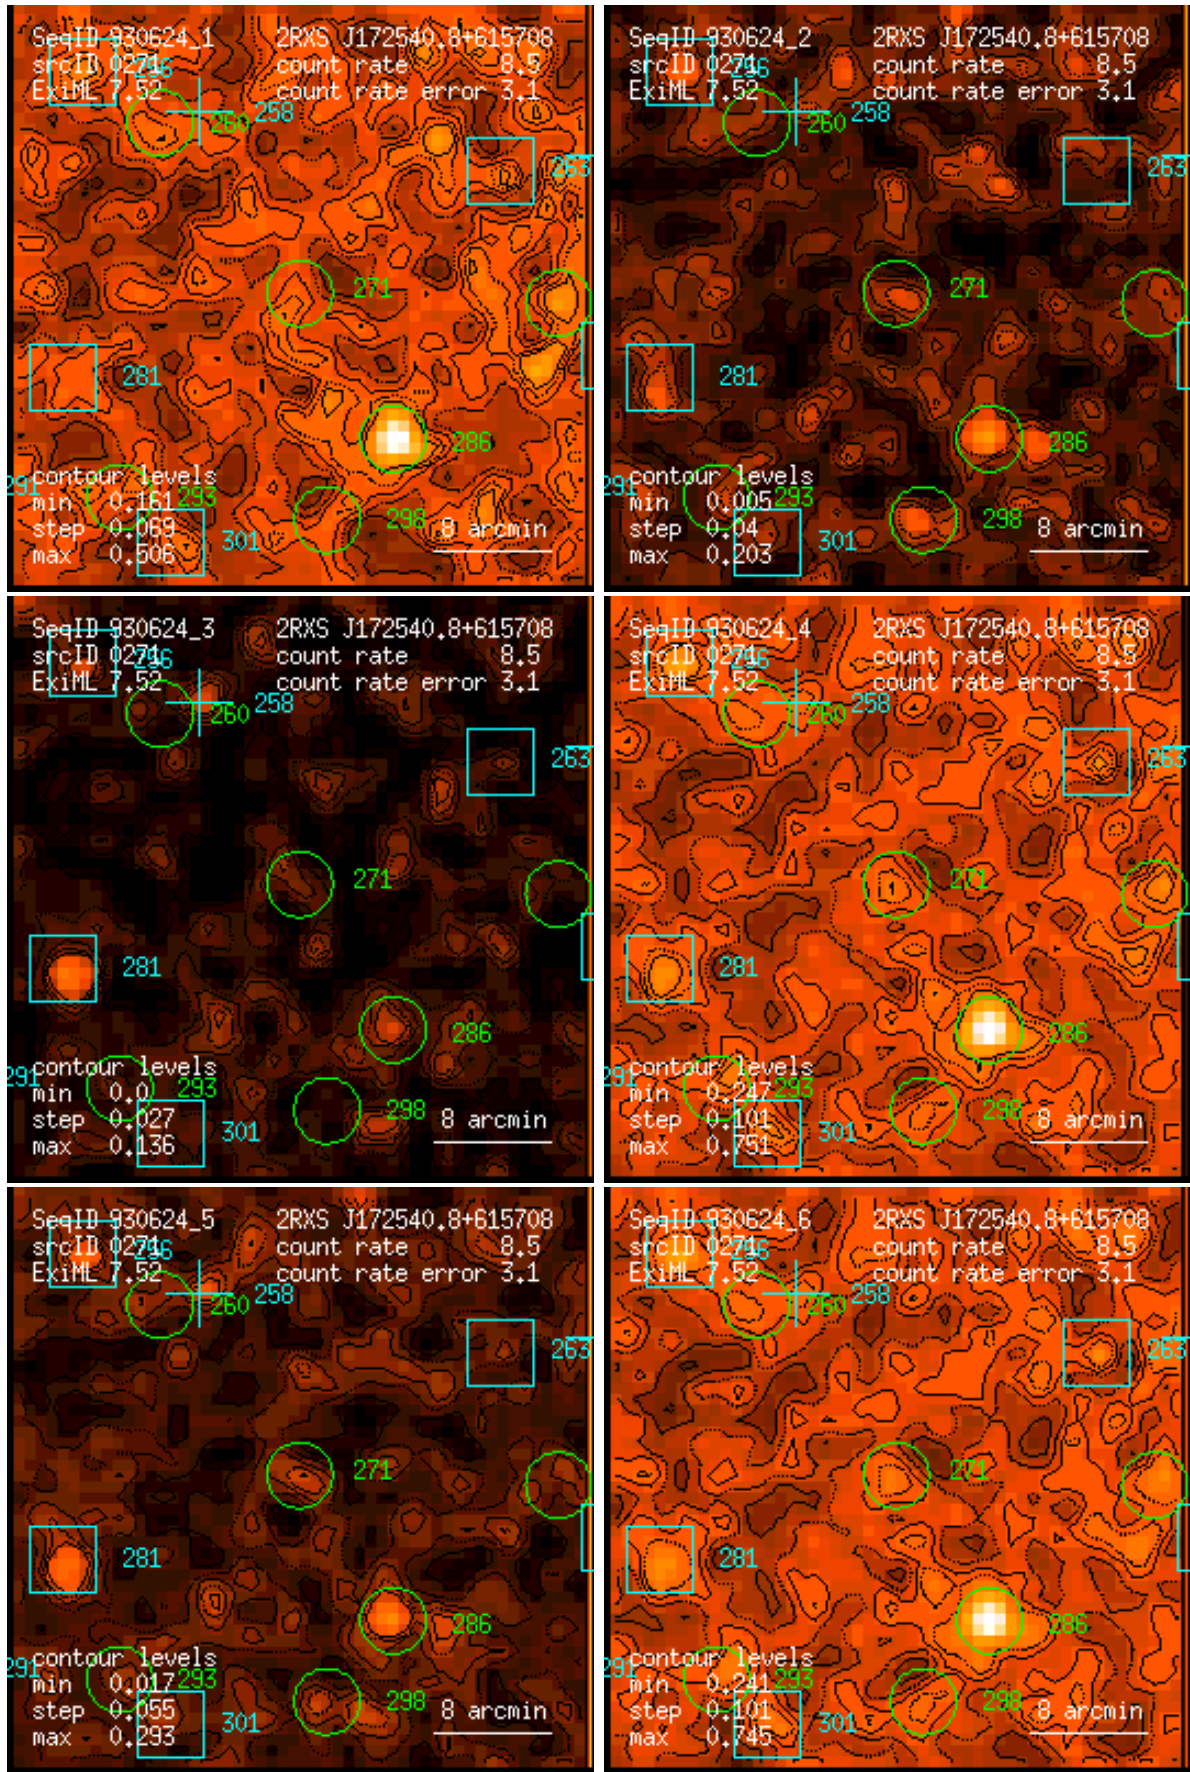 SeqID 930624_1 2RXS J172540.8+615708
srcID 0271 count rate 8.5
ExiML 7.52 count rate error 3.1
260 258
263
271
281
286
contour levels
291 min 0.161 293
step 0.069 298 8 arcmin
max 0.506 301
SeqID 930624_2 2RXS J172540.8+615708
srcID 0271 count rate 8.5
ExiML 7.52 count rate error 3.1
260 258
263
271
281
286
contour levels
291 min 0.005 293
step 0.04 298 8 arcmin
max 0.203 301
SeqID 930624_3 2RXS J172540.8+615708
srcID 0271 count rate 8.5
ExiML 7.52 count rate error 3.1
260 258
263
271
281
286
contour levels
291 min 0.0 293
step 0.027 298 8 arcmin
max 0.136 301
SeqID 930624_4 2RXS J172540.8+615708
srcID 0271 count rate 8.5
ExiML 7.52 count rate error 3.1
260 258
263
271
281
286
contour levels
291 min 0.247 293
step 0.101 298 8 arcmin
max 0.751 301
SeqID 930624_5 2RXS J172540.8+615708
srcID 0271 count rate 8.5
ExiML 7.52 count rate error 3.1
260 258
263
271
281
286
contour levels
291 min 0.017 293
step 0.055 298 8 arcmin
max 0.293 301
SeqID 930624_6 2RXS J172540.8+615708
srcID 0271 count rate 8.5
ExiML 7.52 count rate error 3.1
260 258
263
271
281
286
contour levels
291 min 0.241 293
step 0.101 298 8 arcmin
max 0.745 301